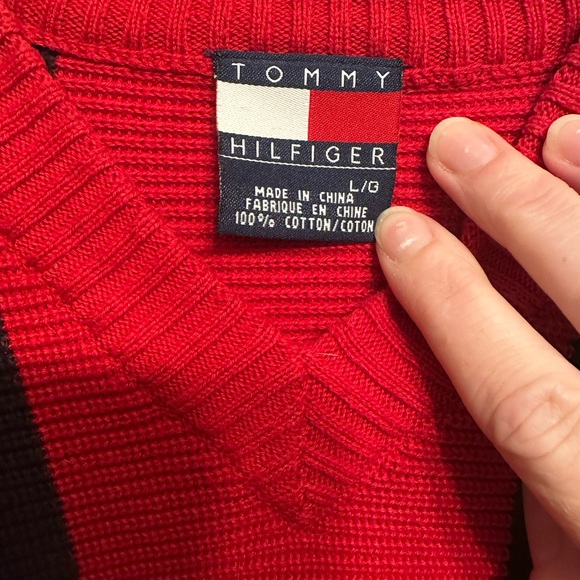 TOMMY
HILFIGER
L/G
MADE IN CHINA
FABRIQUE EN CHINE
100% COTTON/COTON